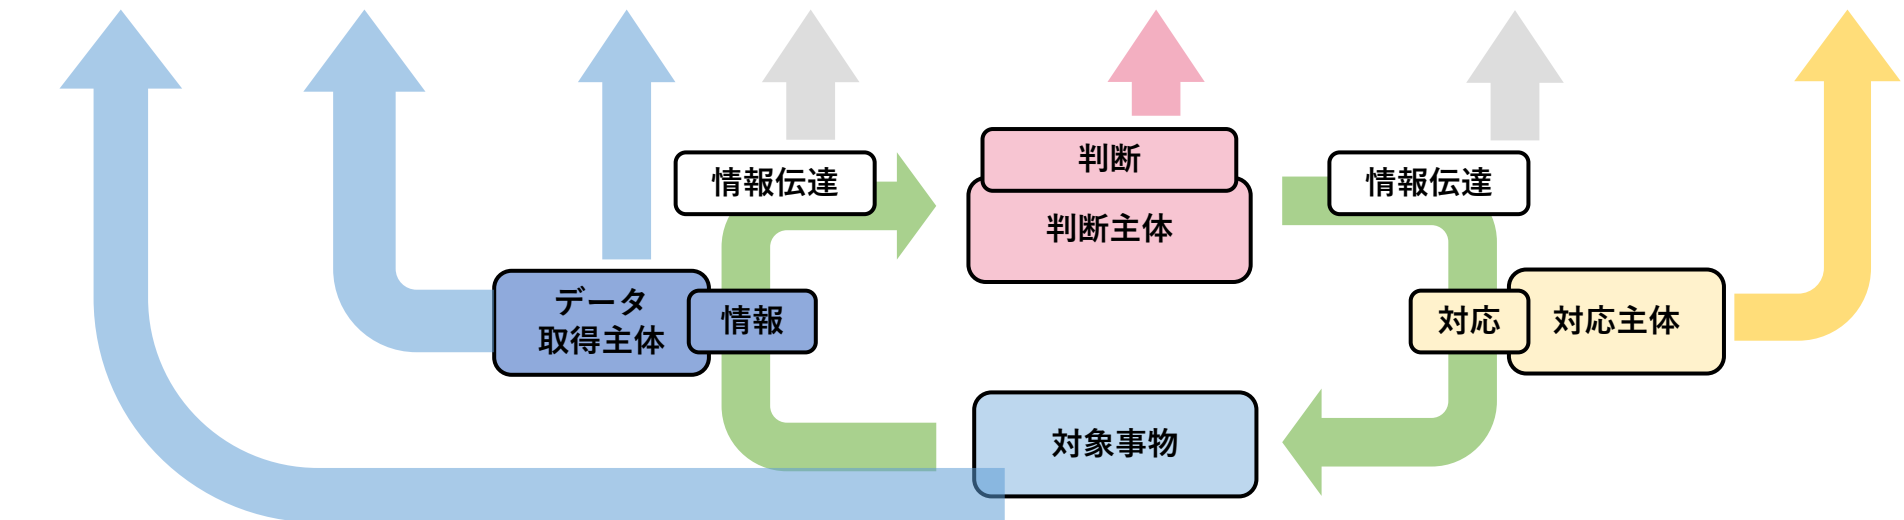 判断
情報伝達
情報伝達
判断主体
データ
取得主体
情報
対応
対応主体
対象事物